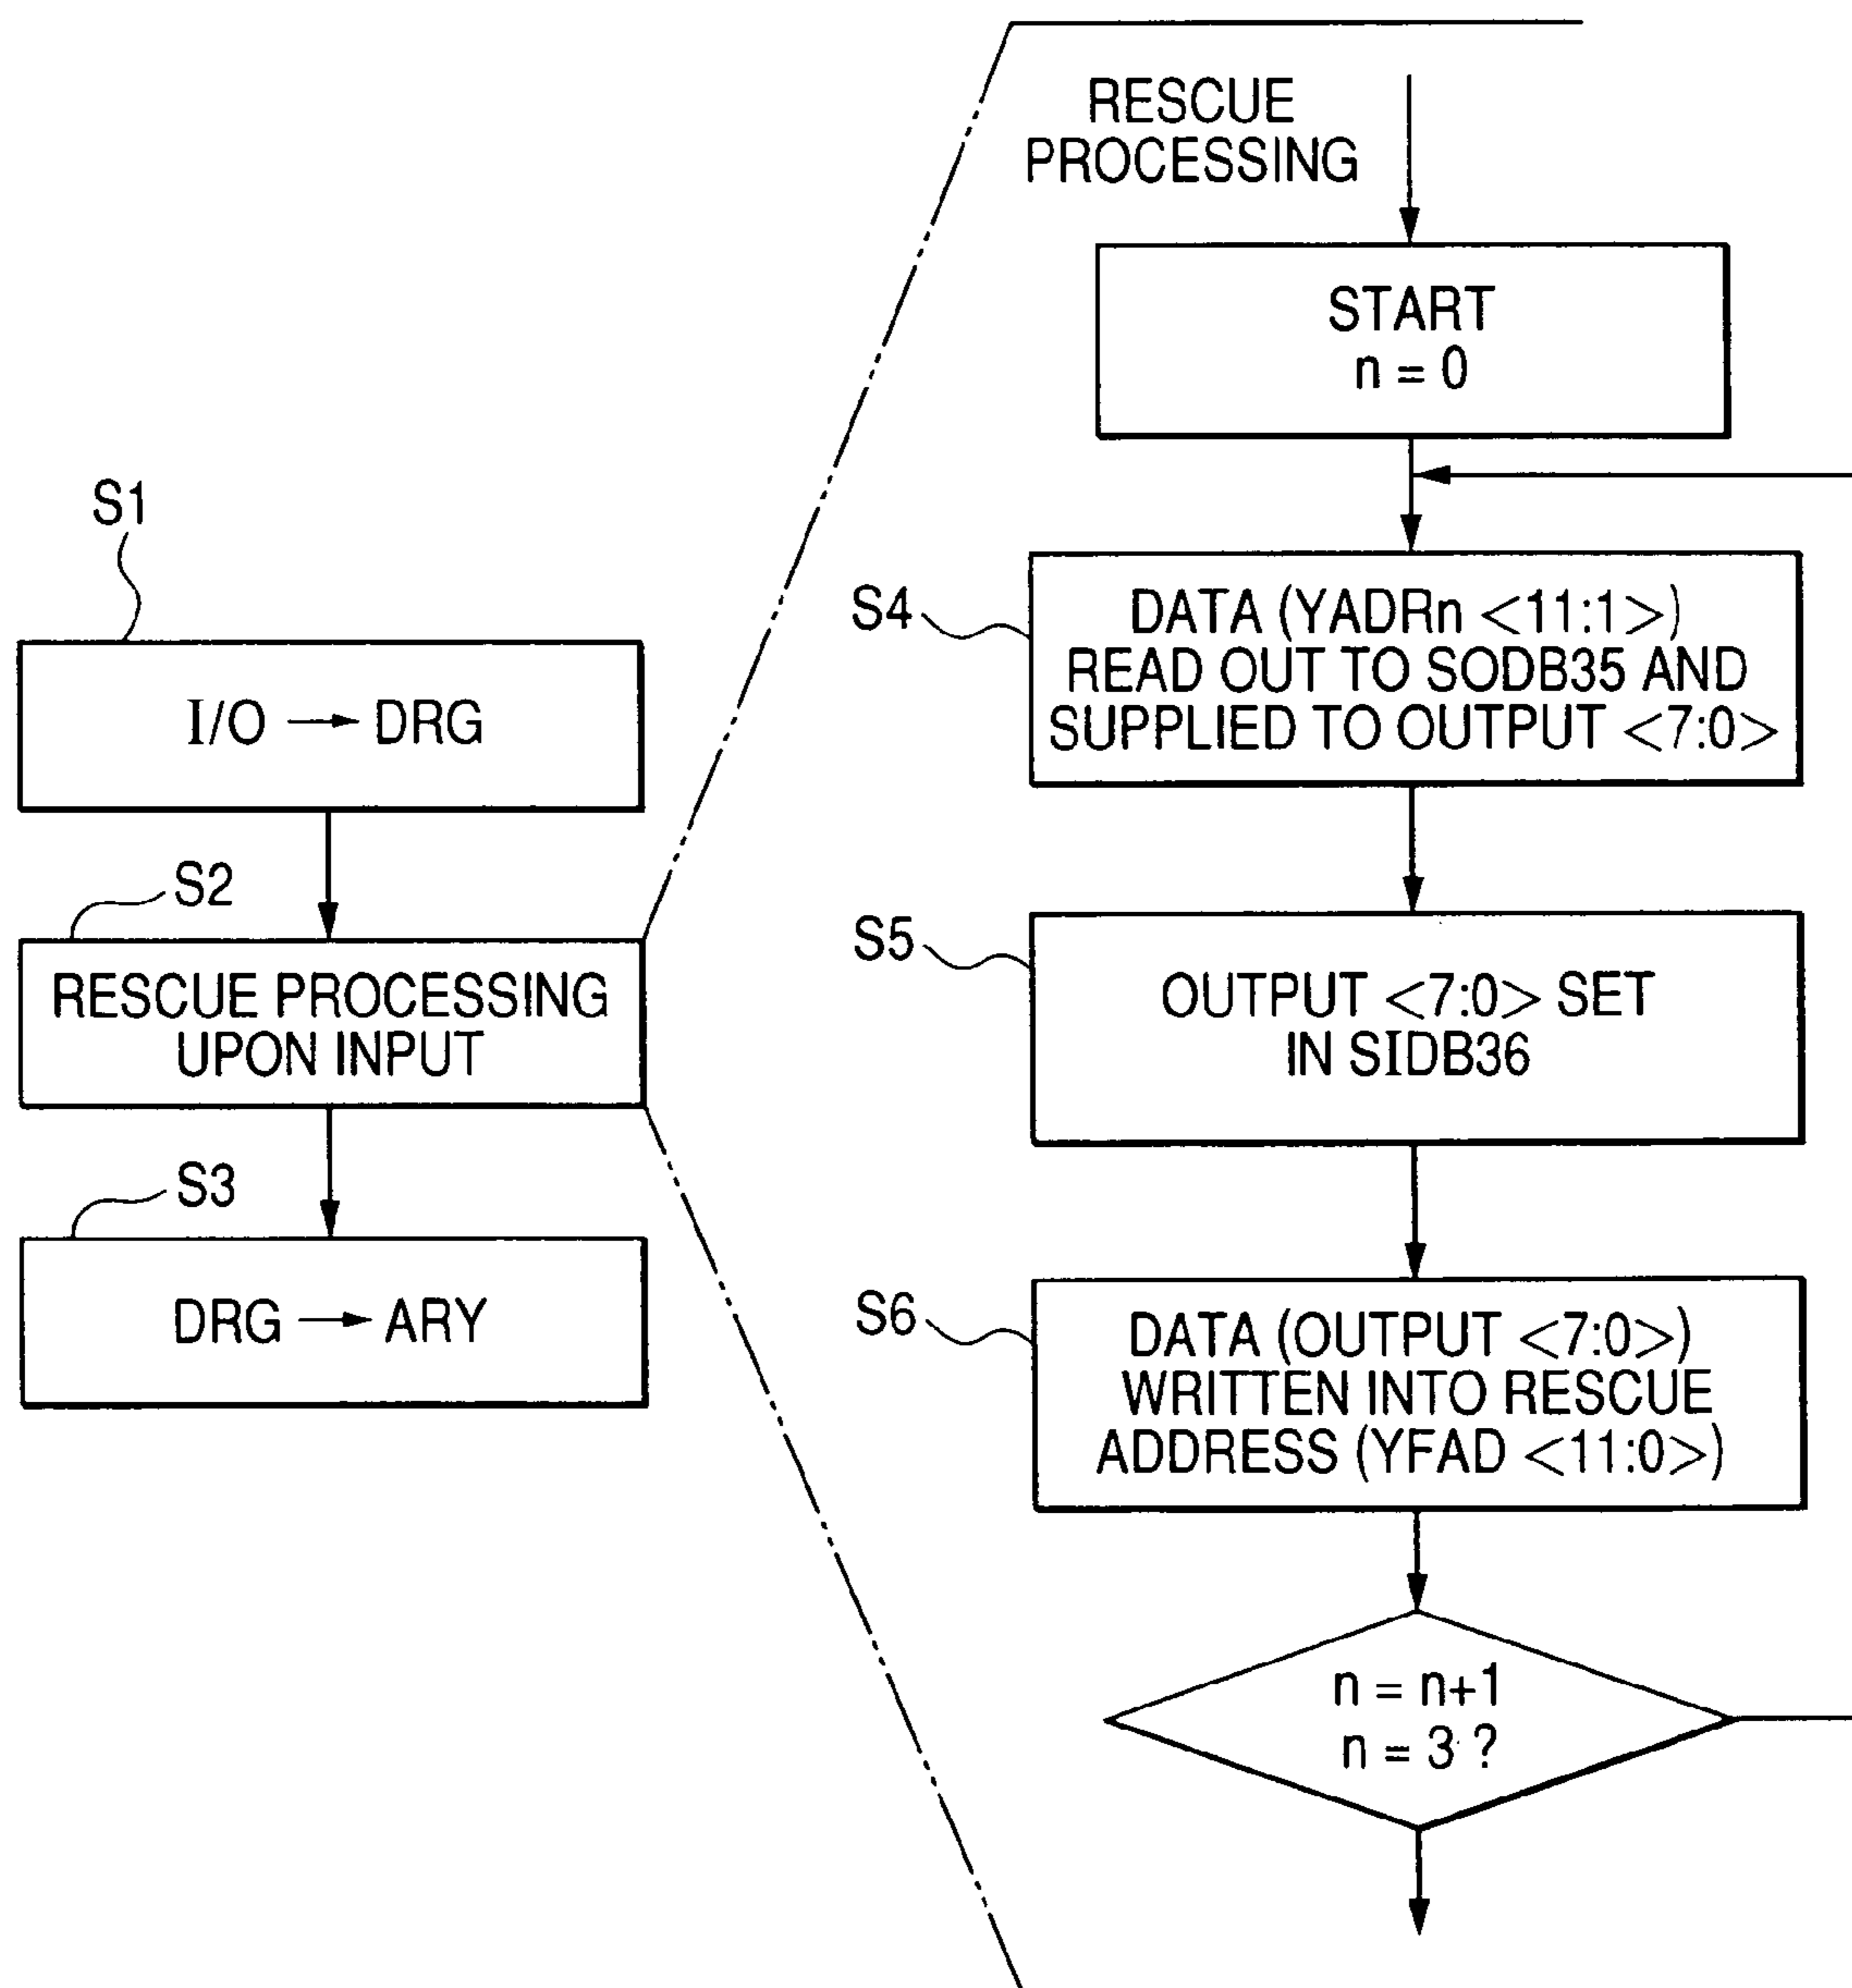 S1
I/O → DRG
S2
RESCUE PROCESSING
UPON INPUT
S3
DRG → ARY
RESCUE
PROCESSING
START
n = 0
S4
DATA (YADRn <11:1>)
READ OUT TO SODB35 AND
SUPPLIED TO OUTPUT <7:0>
S5
OUTPUT <7:0> SET
IN SIDB36
S6
DATA (OUTPUT <7:0>)
WRITTEN INTO RESCUE
ADDRESS (YFAD <11:0>)
n = n+1
n = 3 ?